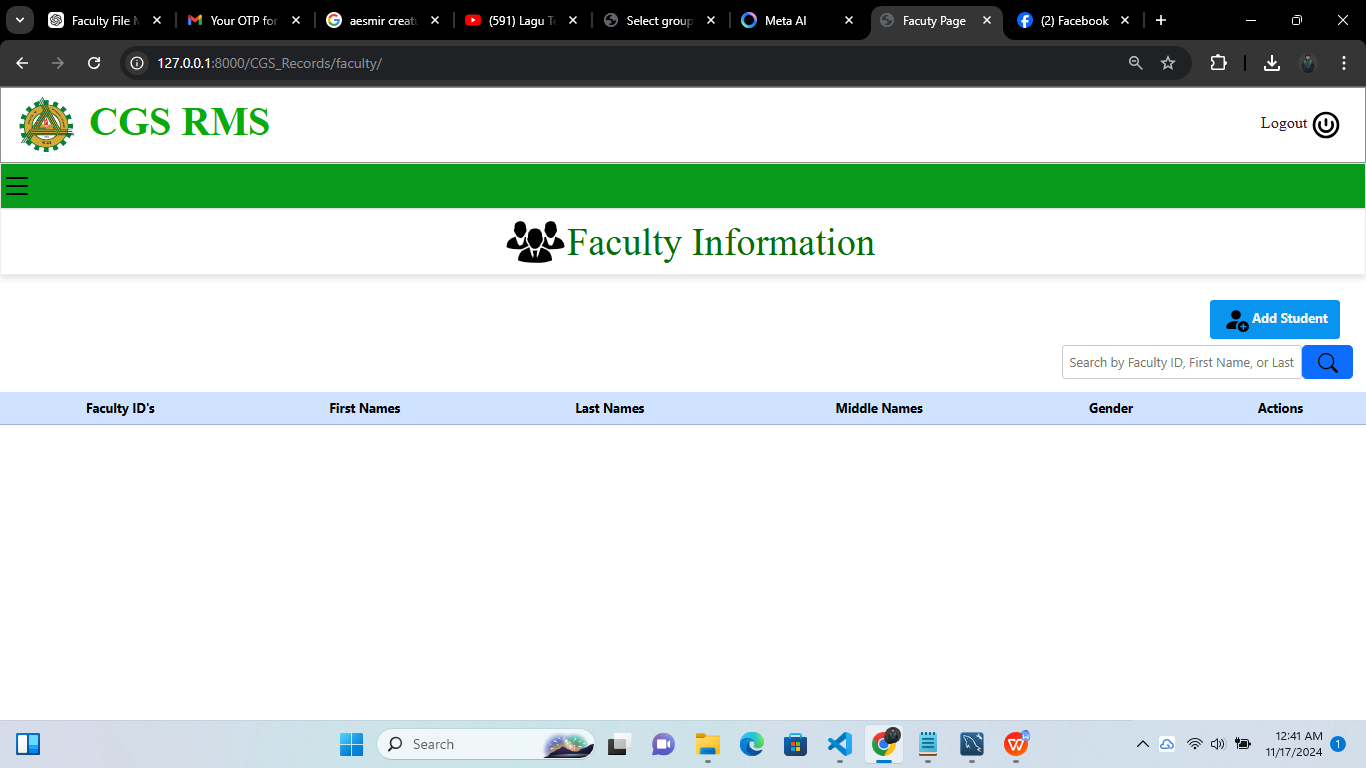 Faculty File M
Your OTP for
aesmir creatu
(591) Lagu Te
Select group
Meta AI
Facuty Page
(2) Facebook
127.0.0.1:8000/CGS_Records/faculty/
CGS RMS
Logout
Faculty Information
Add Student
Search by Faculty ID, First Name, or Last
Faculty ID's First Names Last Names Middle Names Gender Actions
Search
12:41 AM
11/17/2024
1